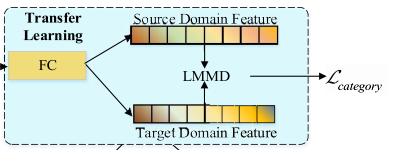 Transfer
Learning
Source Domain Feature
FC
LMMD
ℒcategory
Target Domain Feature